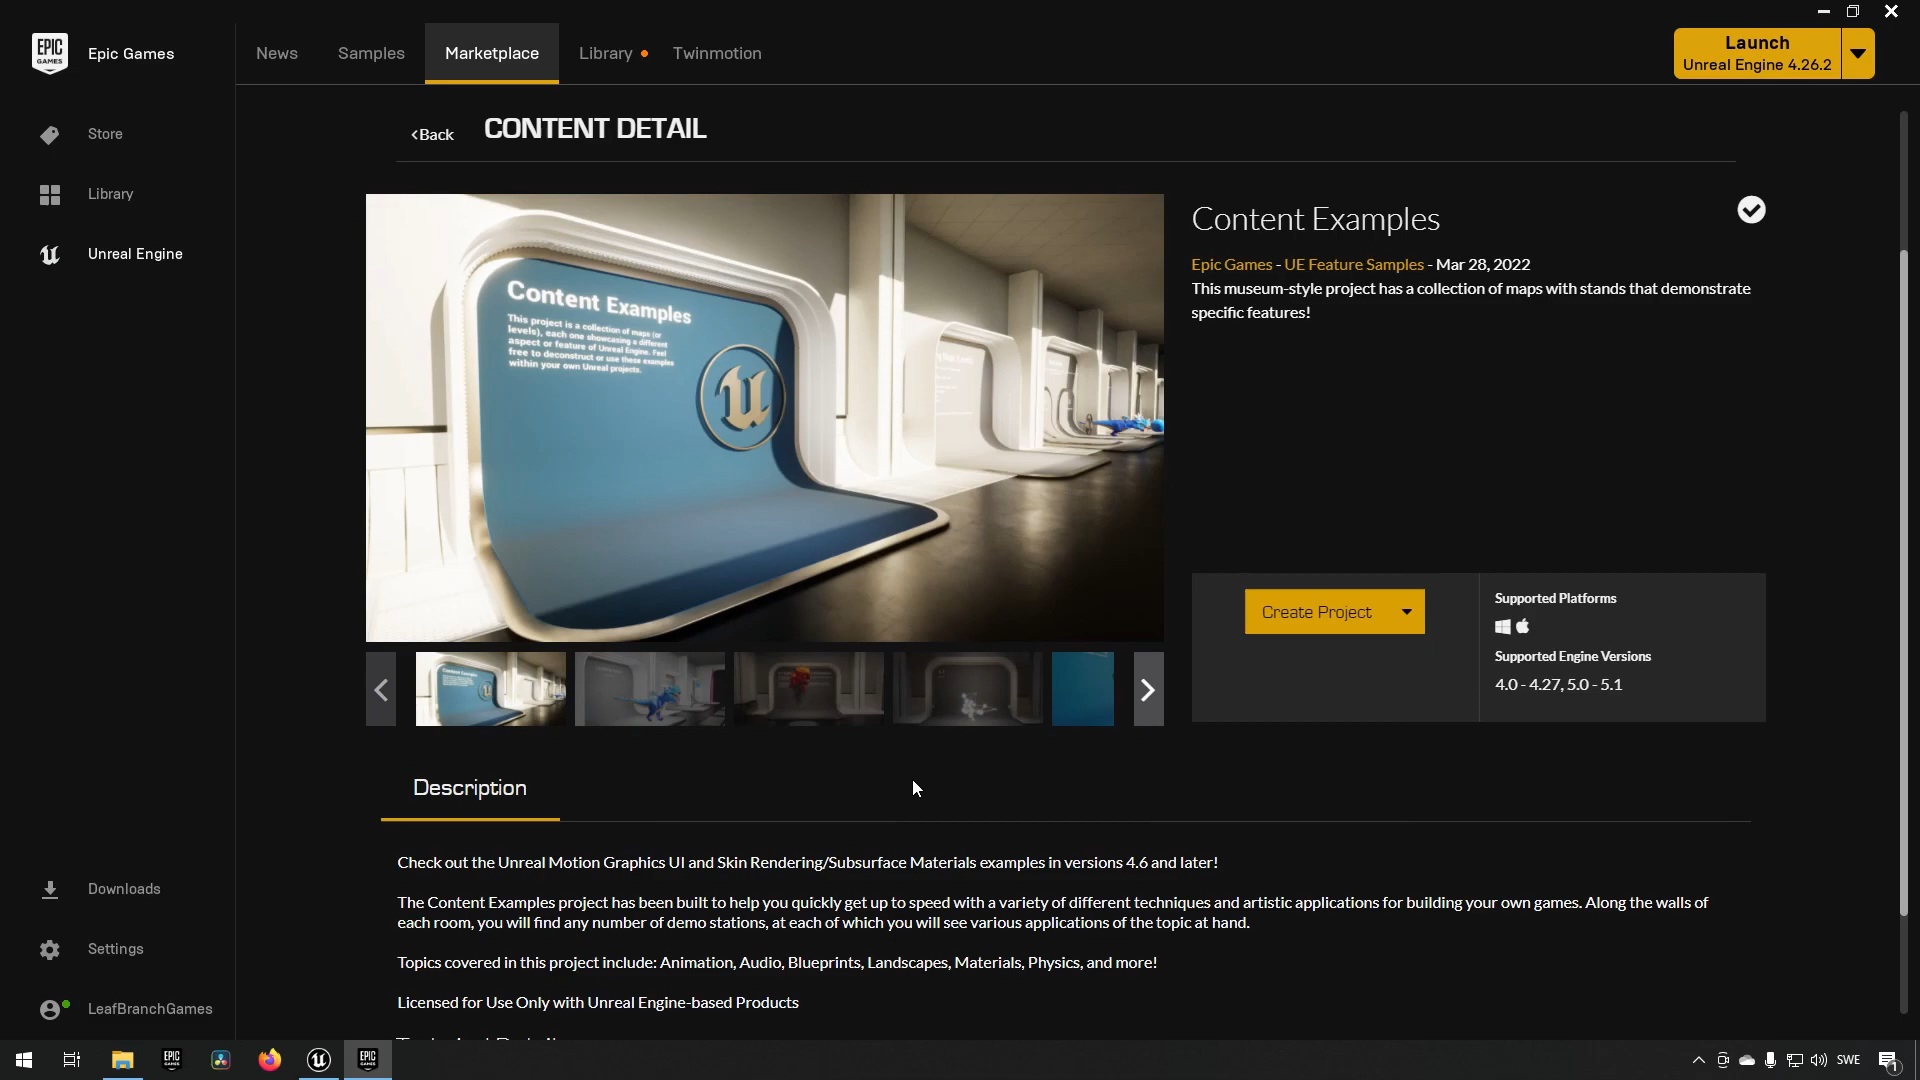 EPIC
GAMES
Epic Games
News
Samples
Marketplace
Library
Twinmotion
Launch
Unreal Engine 4.26.2
Store
Library
Unreal Engine
Downloads
Settings
LeafBranchGames
<Back
CONTENT DETAIL
Content Examples
This project is a collection of maps (or
levels), each one showcasing a different
aspect or feature of Unreal Engine. Feel
free to deconstruct or use these examples
within your own Unreal projects.
Content Examples
Epic Games - UE Feature Samples - Mar 28, 2022
This museum-style project has a collection of maps with stands that demonstrate
specific features!
Create Project
Supported Platforms
Supported Engine Versions
4.0 - 4.27, 5.0 - 5.1
Description
Check out the Unreal Motion Graphics UI and Skin Rendering/Subsurface Materials examples in versions 4.6 and later!
The Content Examples project has been built to help you quickly get up to speed with a variety of different techniques and artistic applications for building your own games. Along the walls of
each room, you will find any number of demo stations, at each of which you will see various applications of the topic at hand.
Topics covered in this project include: Animation, Audio, Blueprints, Landscapes, Materials, Physics, and more!
Licensed for Use Only with Unreal Engine-based Products
EPIC
GAMES
EPIC
GAMES
SWE
1